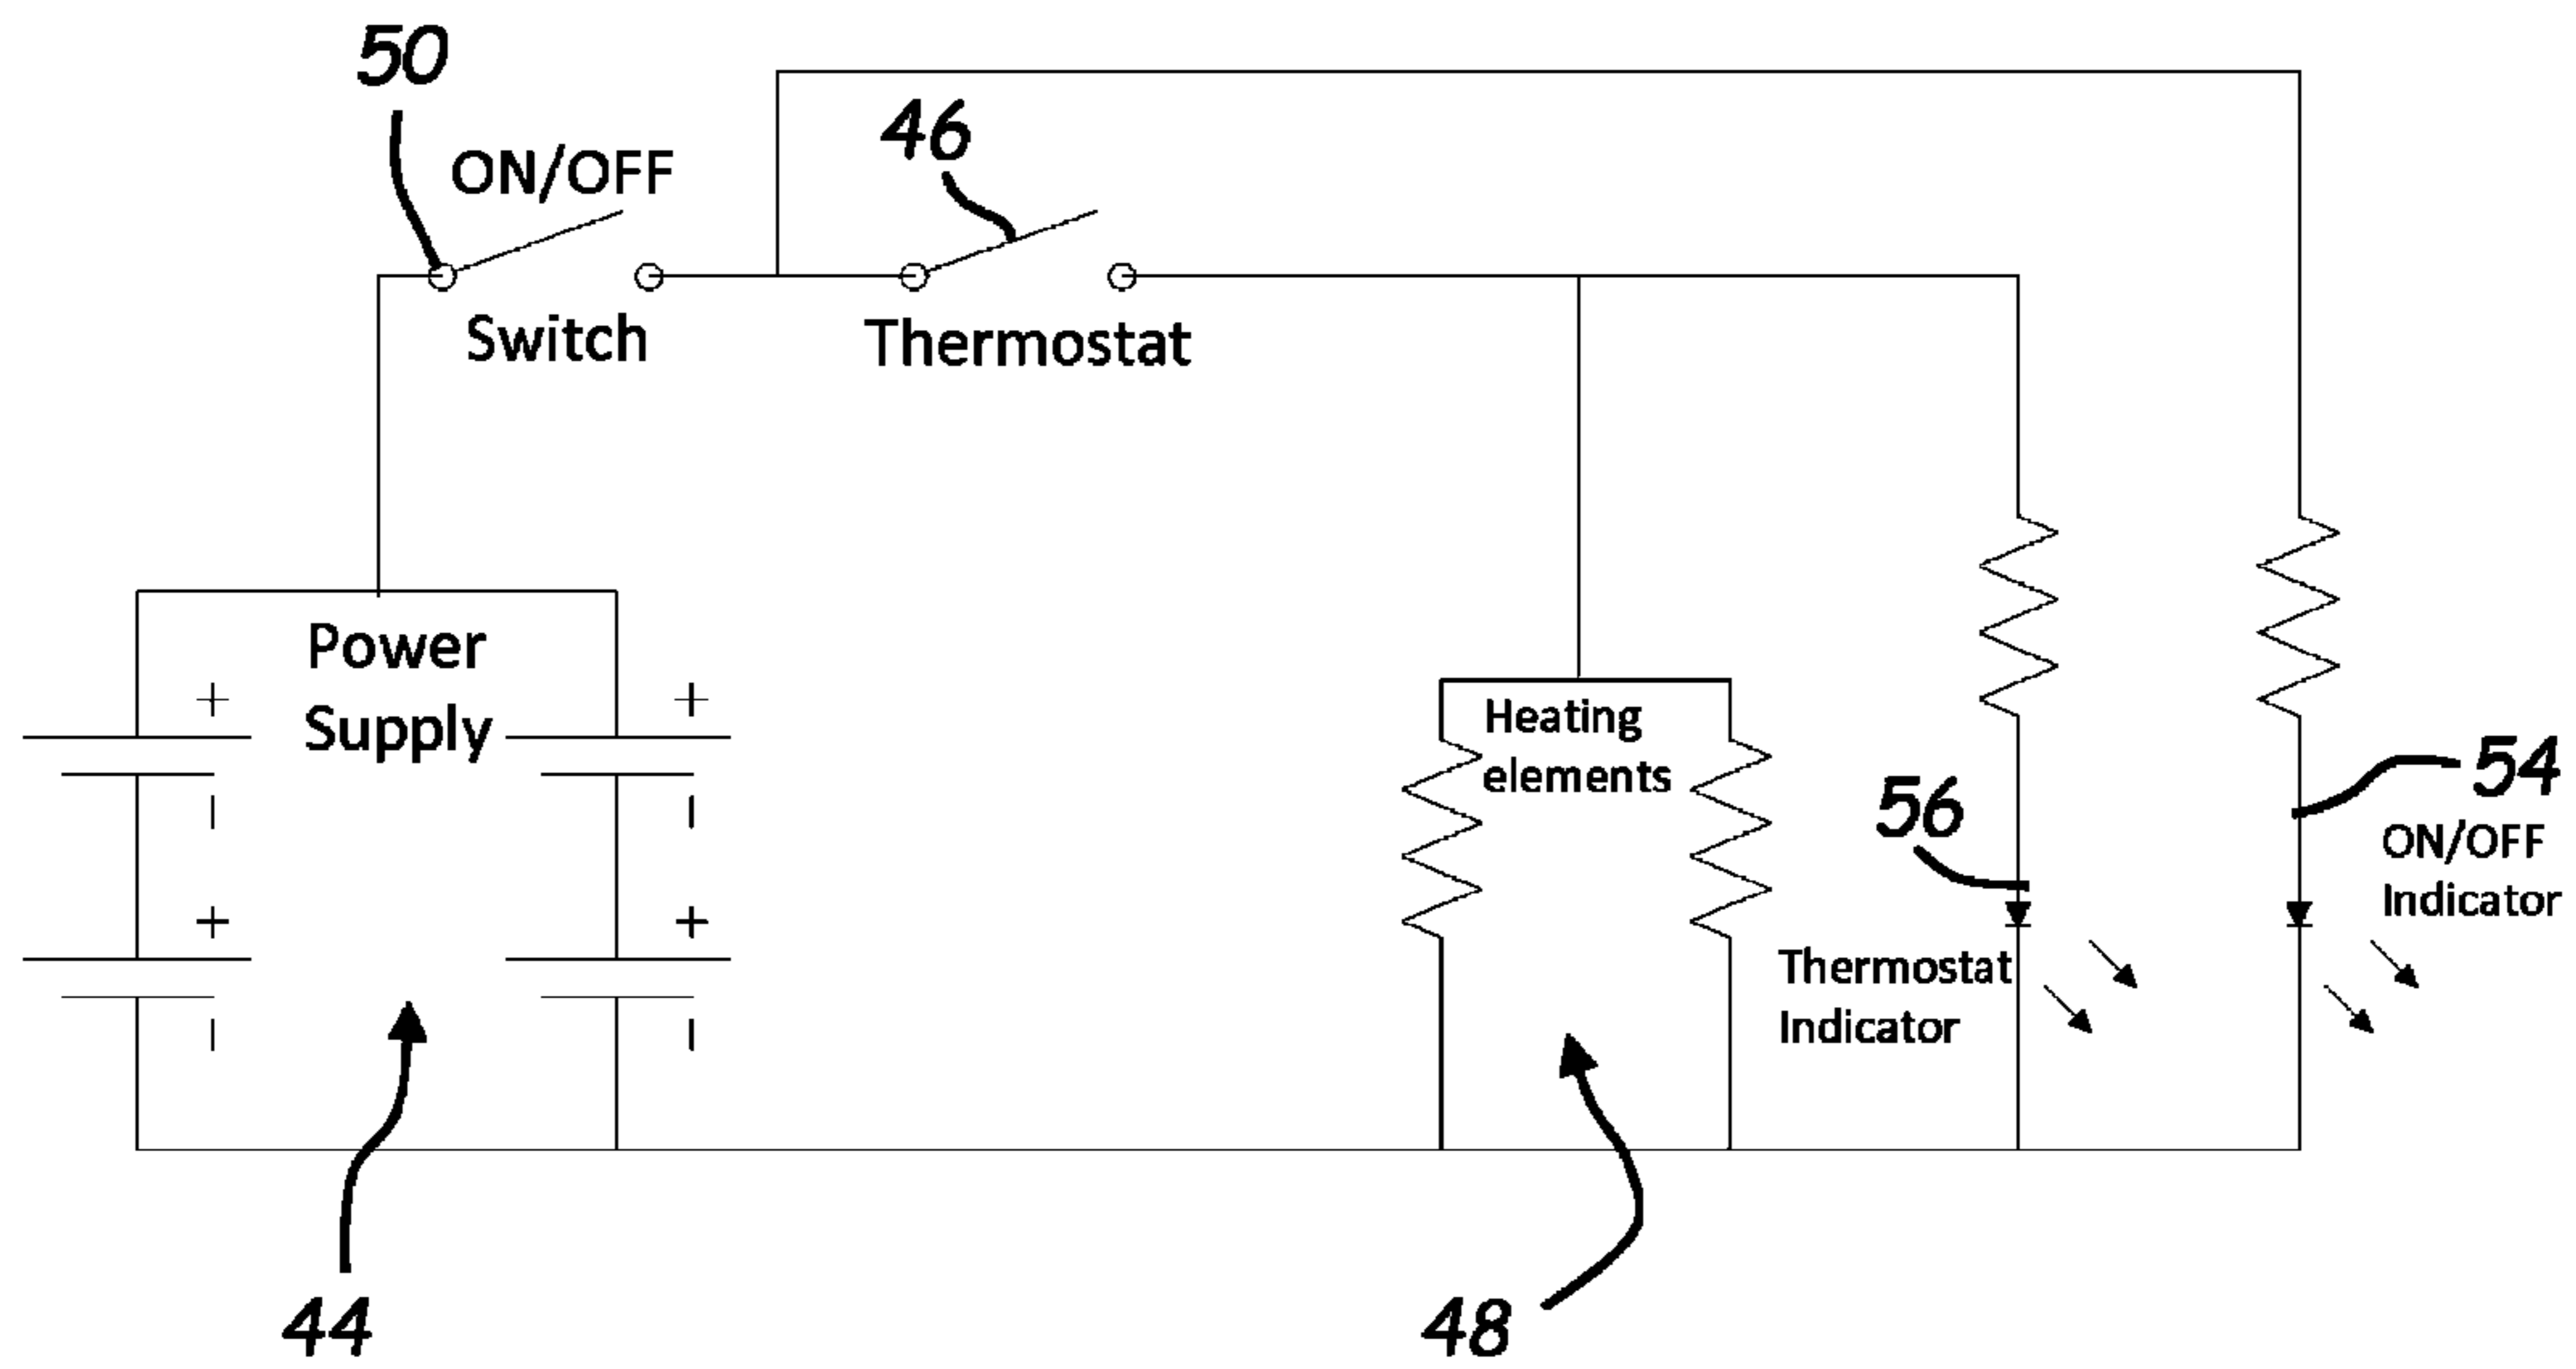 50
ON/OFF
46
Switch
Thermostat
Power
Supply
+
+
−
−
+
+
−
−
Heating
elements
56
54
ON/OFF
Indicator
Thermostat
Indicator
44
48